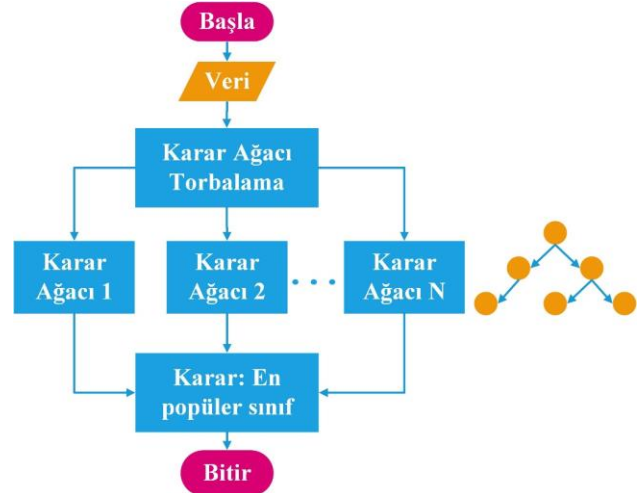 Başla
Veri
Karar Ağacı
Torbalama
Karar
Ağacı 1
Karar
Ağacı 2
Karar
Ağacı N
Karar: En
popüler sınıf
Bitir